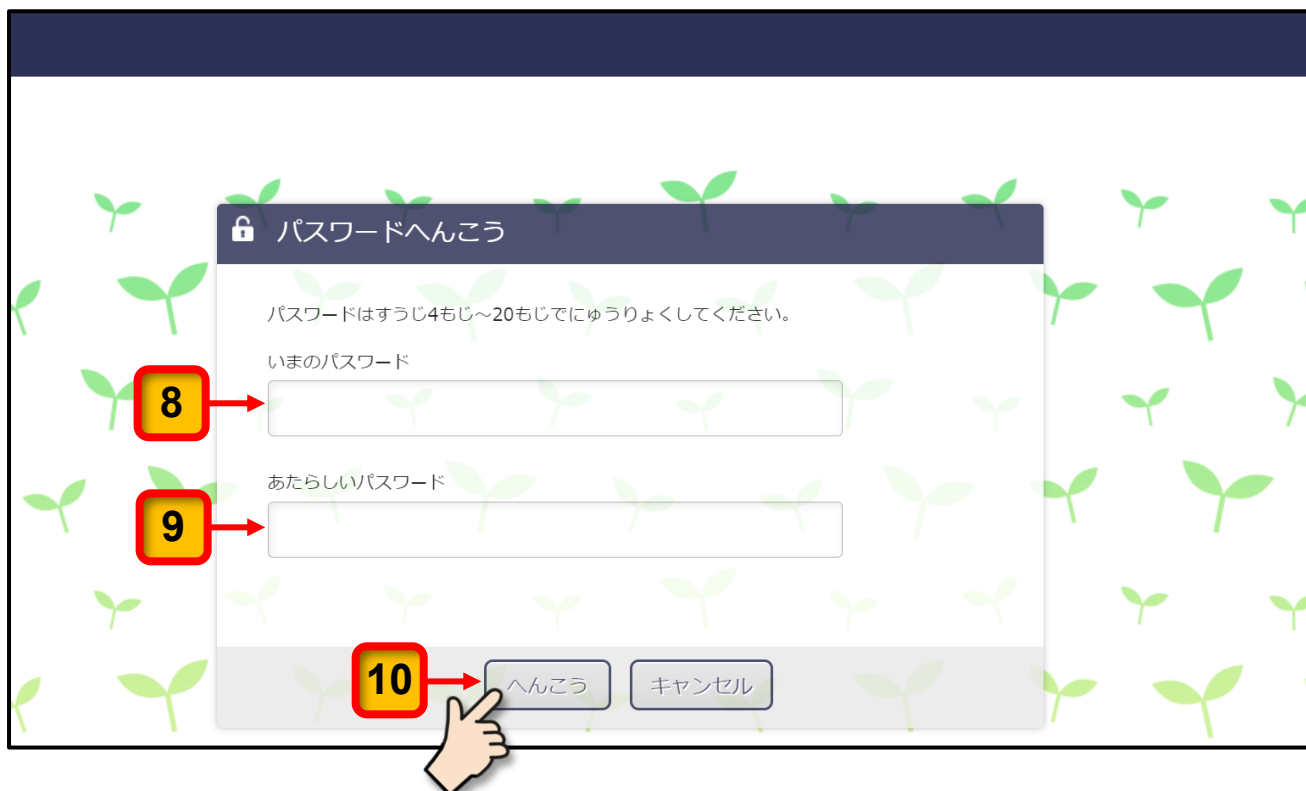 パスワードへんこう
パスワードはすうじ4もじ～20もじでにゅうりょくしてください。
いまのパスワード
8
あたらしいパスワード
9
10
へんこう
キャンセル